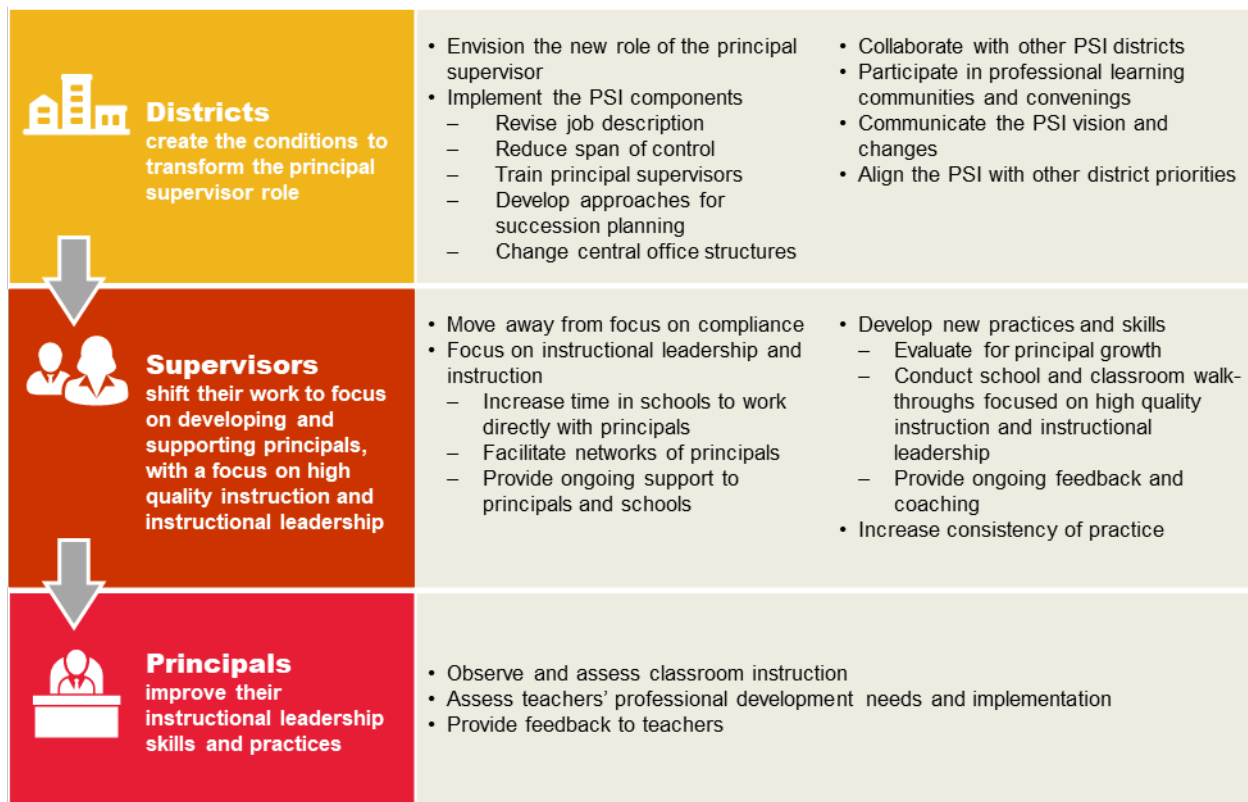 Districts
create the conditions to
transform the principal
supervisor role
• Envision the new role of the principal
supervisor
• Implement the PSI components
– Revise job description
– Reduce span of control
– Train principal supervisors
– Develop approaches for
succession planning
– Change central office structures
• Collaborate with other PSI districts
• Participate in professional learning
communities and convenings
• Communicate the PSI vision and
changes
• Align the PSI with other district priorities
Supervisors
shift their work to focus
on developing and
supporting principals,
with a focus on high
quality instruction and
instructional leadership
• Move away from focus on compliance
• Focus on instructional leadership and
instruction
– Increase time in schools to work
directly with principals
– Facilitate networks of principals
– Provide ongoing support to
principals and schools
• Develop new practices and skills
– Evaluate for principal growth
– Conduct school and classroom walk-
throughs focused on high quality
instruction and instructional
leadership
– Provide ongoing feedback and
coaching
• Increase consistency of practice
Principals
improve their
instructional leadership
skills and practices
• Observe and assess classroom instruction
• Assess teachers’ professional development needs and implementation
• Provide feedback to teachers